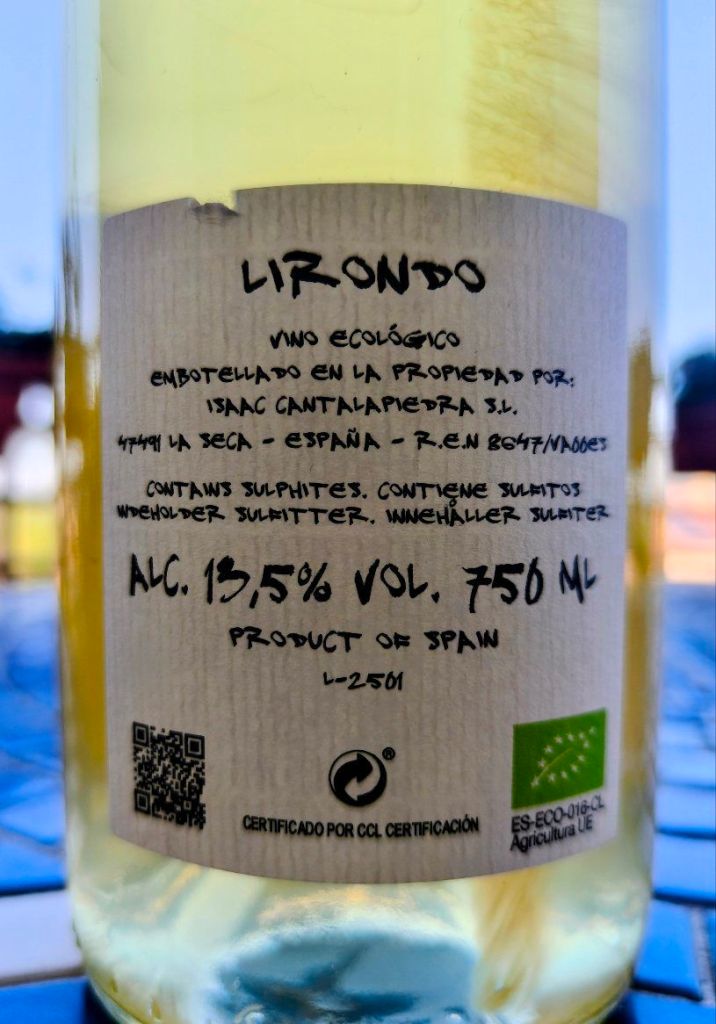 LIRONDO
VINO ECOLÓGICO
EMBOTELLADO EN LA PROPIEDAD POR:
ISAAC CANTALAPIEDRA S.L.
47491 LA SECA - ESPAÑA - R.E.N 8647/VA00ES
CONTAINS SULPHITES. CONTIENE SULFITOS
INDEHOLDER SULFITTER. INNEHÅLLER SULFITER
ALC. 13,5% VOL. 750 ML
PRODUCT OF SPAIN
L-2501
®
CERTIFICADO POR CCL CERTIFICACIÓN
ES-ECO-016-CL
Agricultura UE